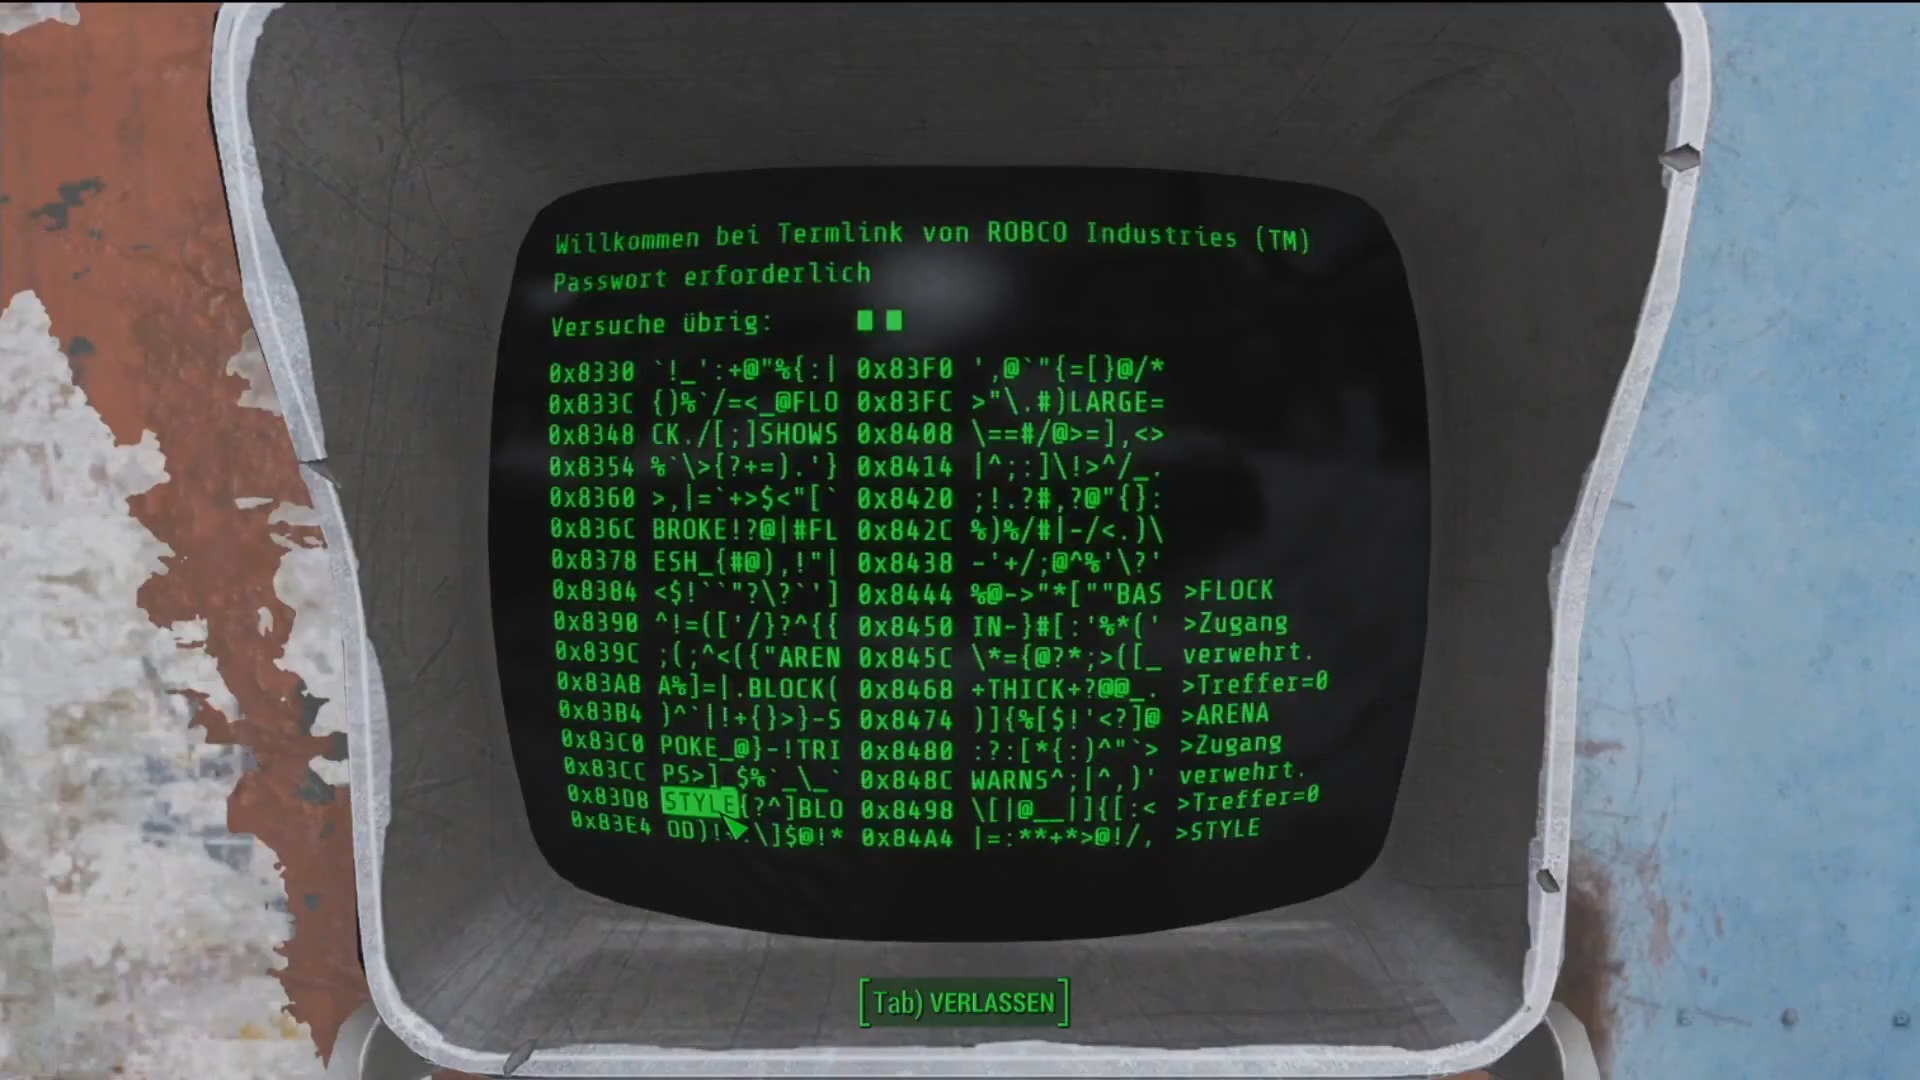 Willkommen bei Termlink von ROBCO Industries (TM)
Passwort erforderlich
Versuche übrig:
0x8330 `!_':+@"%{:| 0x83F0 ',@`"{=[}@/*
0x833C {)%`/=<_@FLO 0x83FC >"\.#)LARGE=
0x8348 CK./[;]SHOWS 0x8408 \==#/@>=],<>
0x8354 %`\>{?+=).'} 0x8414 |^;:]\!>^/_.
0x8360 >,|=`+>$<"[` 0x8420 ;!.?#,?@"{}:
0x836C BROKE!?@|#FL 0x842C %)%/#|-/<.)\
0x8378 ESH_{#@),!"| 0x8438 -'+/;@^%'\?'
0x8384 <$!``"?\?`'] 0x8444 %@->"*[""BAS >FLOCK
0x8390 ^!=(['/}?^{{ 0x8450 IN-}#[:'%*(' >Zugang
0x839C ;(;^<({"AREN 0x845C \*={@?*;>([_ verwehrt.
0x83A8 A%]=|.BLOCK( 0x8468 +THICK+?@@_. >Treffer=0
0x83B4 )^`|!+{}>}-S 0x8474 )]{%[$!'<?]@ >ARENA
0x83C0 POKE_@}-!TRI 0x8480 :?:[*{:)^"`> >Zugang
0x83CC PS>]_$%`_\_` 0x848C WARNS^;|^,)' verwehrt.
0x83D8 STYLE{?^]BLO 0x8498 \[|@__|]{[:< >Treffer=0
0x83E4 OD)!:.\]$@!* 0x84A4 |=:**+*>@!/, >STYLE
[Tab) VERLASSEN]